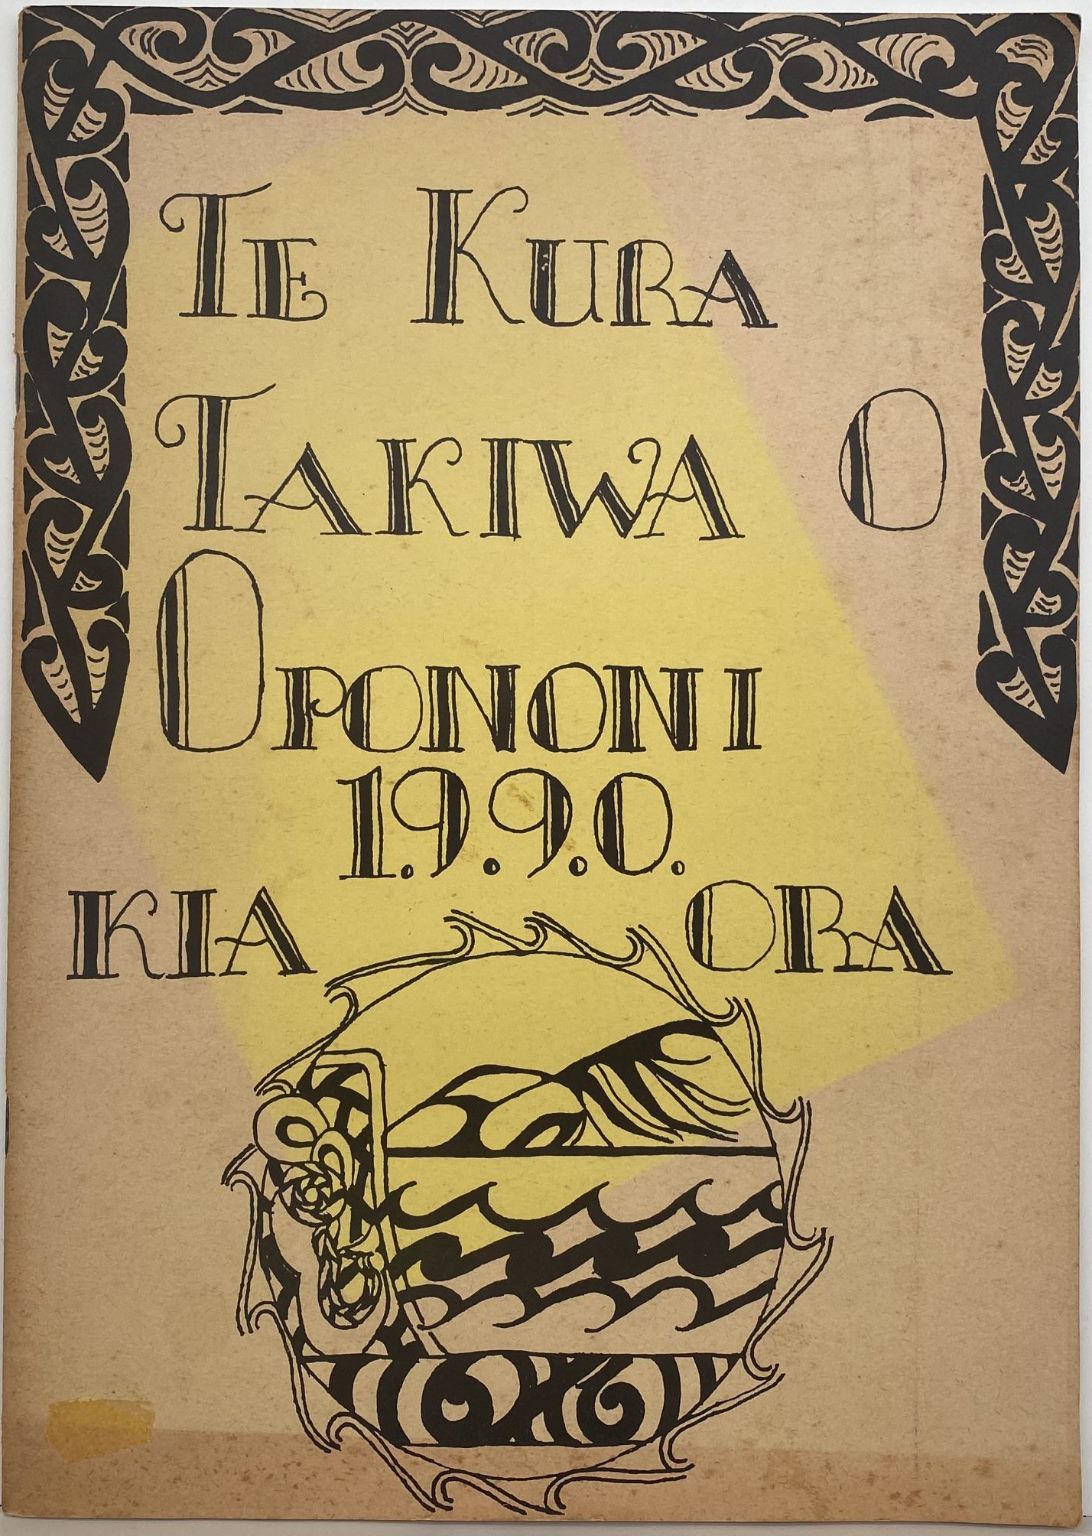 TE KURA
TAKIWA O
OPONONI
1.9.9.0.
KIA ORA